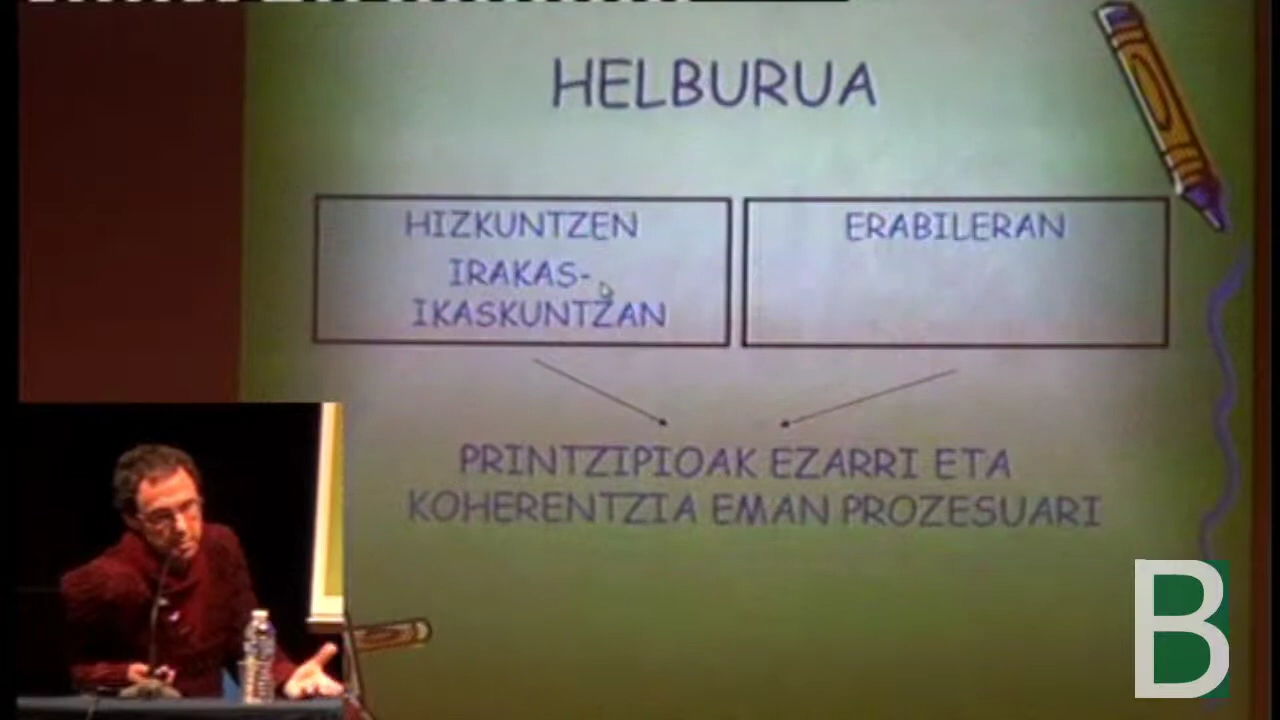 HELBURUA
HIZKUNTZEN
IRAKAS-
IKASKUNTZAN
ERABILERAN
PRINTZIPIOAK EZARRI ETA
KOHERENTZIA EMAN PROZESUARI
B